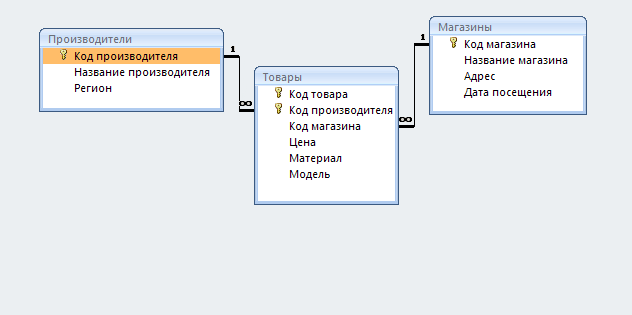 Производители
Код производителя
Название производителя
Регион
1
∞
Товары
Код товара
Код производителя
Код магазина
Цена
Материал
Модель
∞
1
Магазины
Код магазина
Название магазина
Адрес
Дата посещения